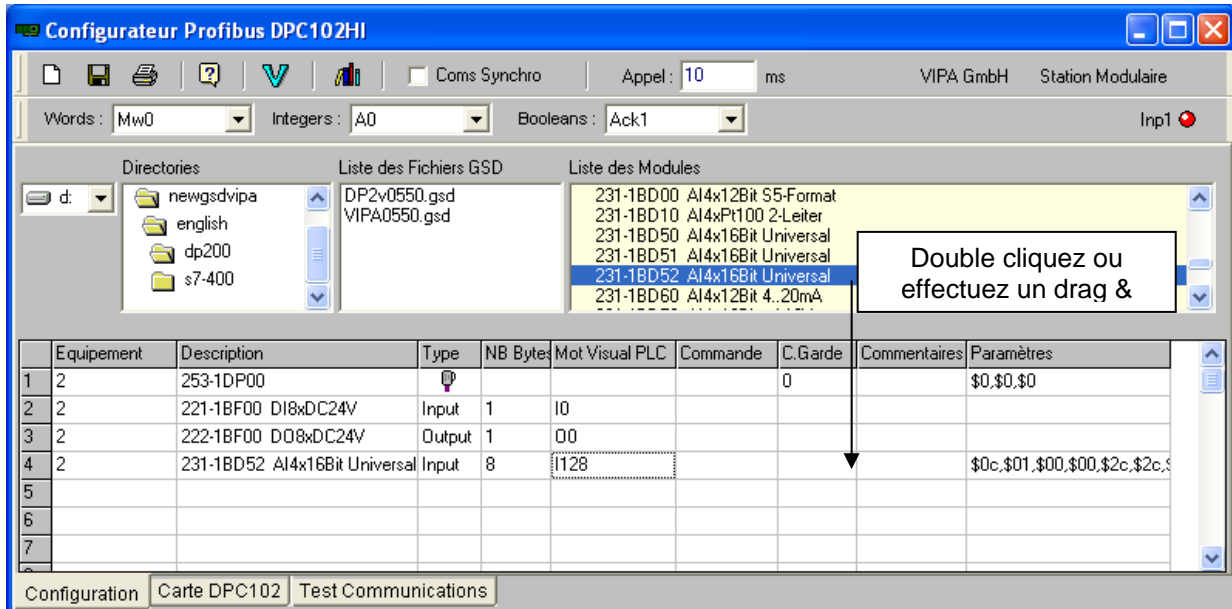 Configurateur Profibus DPC102HI
Coms Synchro Appel : 10 ms VIPA GmbH Station Modulaire
Words : Mw0 Integers : A0 Booleans : Ack1 Inp1
Directories Liste des Fichiers GSD Liste des Modules
d:
newgsdvipa
english
dp200
s7-400
DP2v0550.gsd
VIPA0550.gsd
231-1BD00 AI4x12Bit S5-Format
231-1BD10 AI4xPt100 2-Leiter
231-1BD50 AI4x16Bit Universal
231-1BD51 AI4x16Bit Universal
231-1BD52 AI4x16Bit Universal
231-1BD60 AI4x12Bit 4..20mA
Double cliquez ou
effectuez un drag &
Equipement Description Type NB Bytes Mot Visual PLC Commande C.Garde Commentaires Paramètres
1 2 253-1DP00 0 $0,$0,$0
2 2 221-1BF00 DI8xDC24V Input 1 I0
3 2 222-1BF00 DO8xDC24V Output 1 O0
4 2 231-1BD52 AI4x16Bit Universal Input 8 I128 $0c,$01,$00,$00,$2c,$2c,
5
6
7
Configuration Carte DPC102 Test Communications